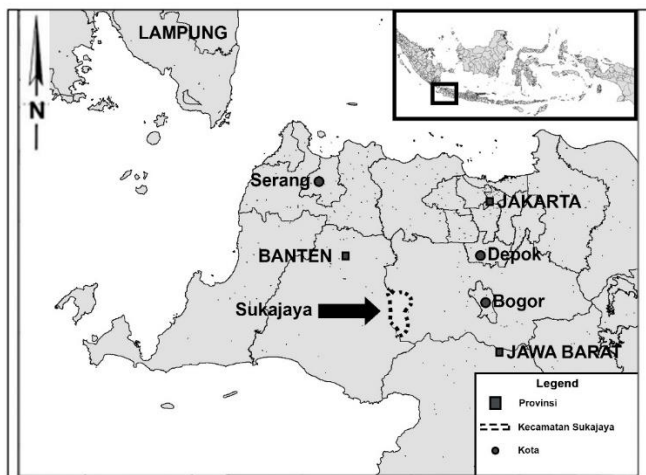 LAMPUNG
N
Serang
JAKARTA
BANTEN
Depok
Sukajaya
Bogor
JAWA BARAT
Legend
Provinsi
Kecamatan Sukajaya
Kota